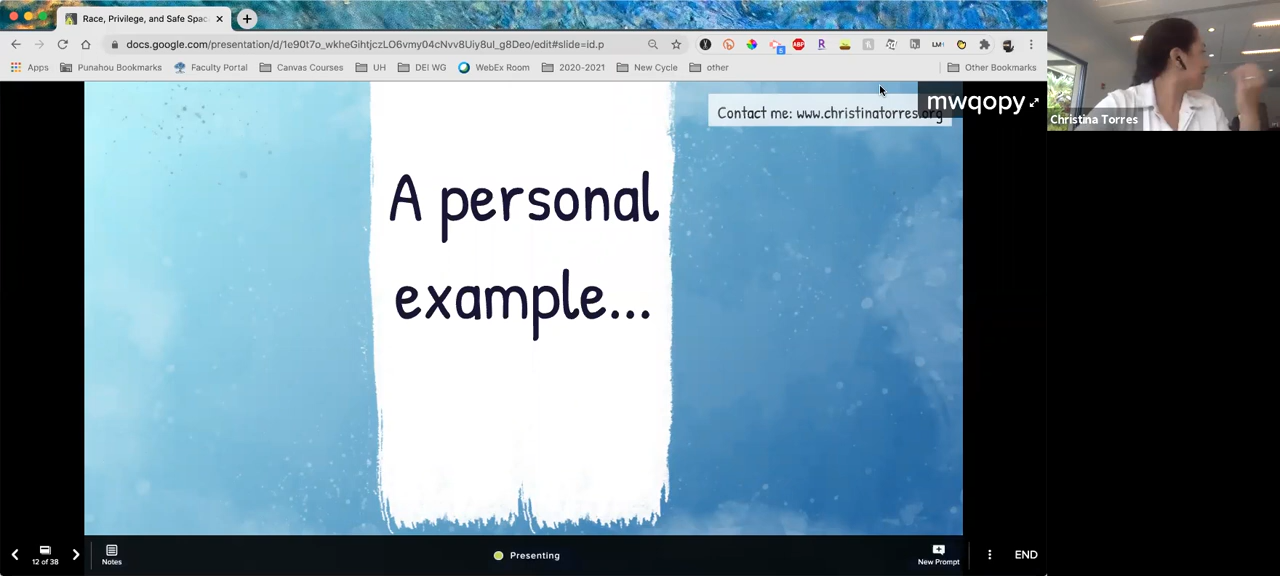 Race, Privilege, and Safe Spac
docs.google.com/presentation/d/1e90t7o_wkheGihtjczLO6vmy04cNvv8Uiy8ul_g8Deo/edit#slide=id.p
Apps Punahou Bookmarks Faculty Portal Canvas Courses UH DEI WG WebEx Room 2020-2021 New Cycle other Other Bookmarks
mwqopy
Contact me: www.christinatorres.org
Christina Torres
A personal
example...
12 of 38
Notes
Presenting
New Prompt
END